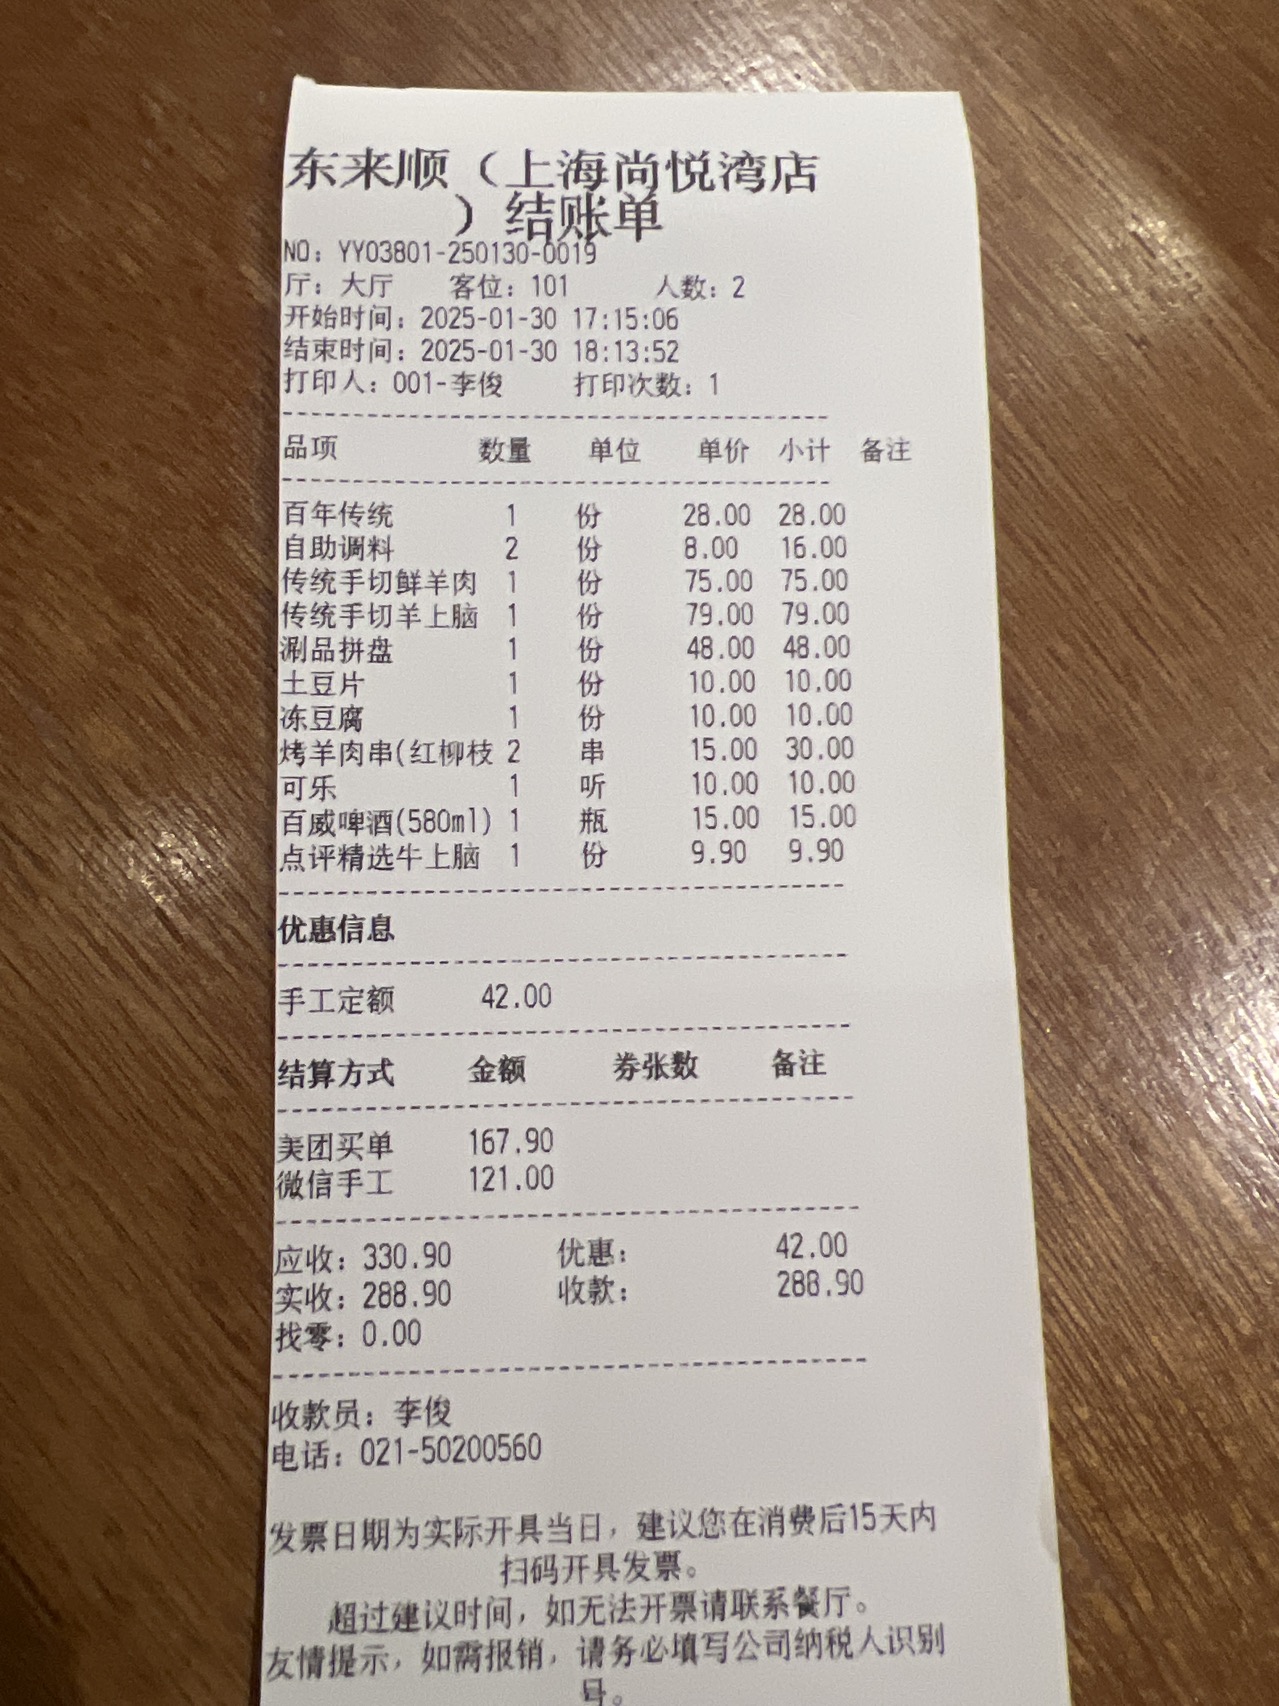 东来顺（上海尚悦湾店
）结账单
NO：YY03801-250130-0019
厅：大厅 客位：101 人数：2
开始时间：2025-01-30 17:15:06
结束时间：2025-01-30 18:13:52
打印人：001-李俊 打印次数：1
品项 数量 单位 单价 小计 备注
百年传统 1 份 28.00 28.00
自助调料 2 份 8.00 16.00
传统手切鲜羊肉 1 份 75.00 75.00
传统手切羊上脑 1 份 79.00 79.00
涮品拼盘 1 份 48.00 48.00
土豆片 1 份 10.00 10.00
冻豆腐 1 份 10.00 10.00
烤羊肉串(红柳枝 2 串 15.00 30.00
可乐 1 听 10.00 10.00
百威啤酒(580ml) 1 瓶 15.00 15.00
点评精选牛上脑 1 份 9.90 9.90
优惠信息
手工定额 42.00
结算方式 金额 券张数 备注
美团买单 167.90
微信手工 121.00
应收：330.90 优惠： 42.00
实收：288.90 收款： 288.90
找零：0.00
收款员：李俊
电话：021-50200560
发票日期为实际开具当日，建议您在消费后15天内
扫码开具发票。
超过建议时间，如无法开票请联系餐厅。
友情提示，如需报销，请务必填写公司纳税人识别
号。